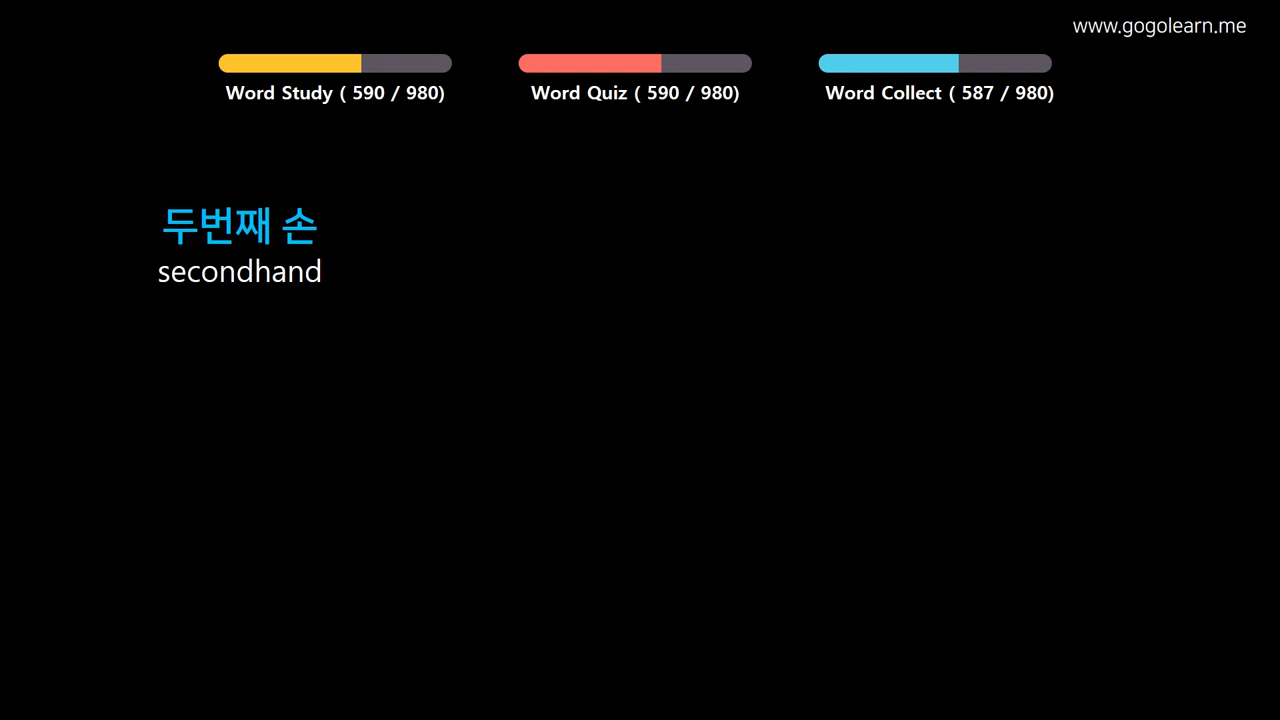 www.gogolearn.me
Word Study ( 590 / 980)
Word Quiz ( 590 / 980)
Word Collect ( 587 / 980)
두번째 손
secondhand